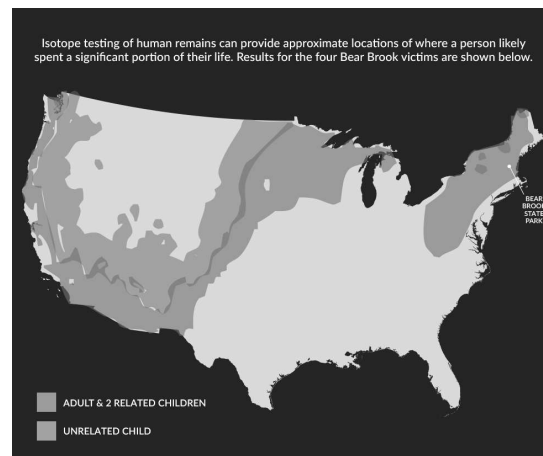 Isotope testing of human remains can provide approximate locations of where a person likely
spent a significant portion of their life. Results for the four Bear Brook victims are shown below.
BEAR
BROOK
STATE
PARK
ADULT & 2 RELATED CHILDREN
UNRELATED CHILD